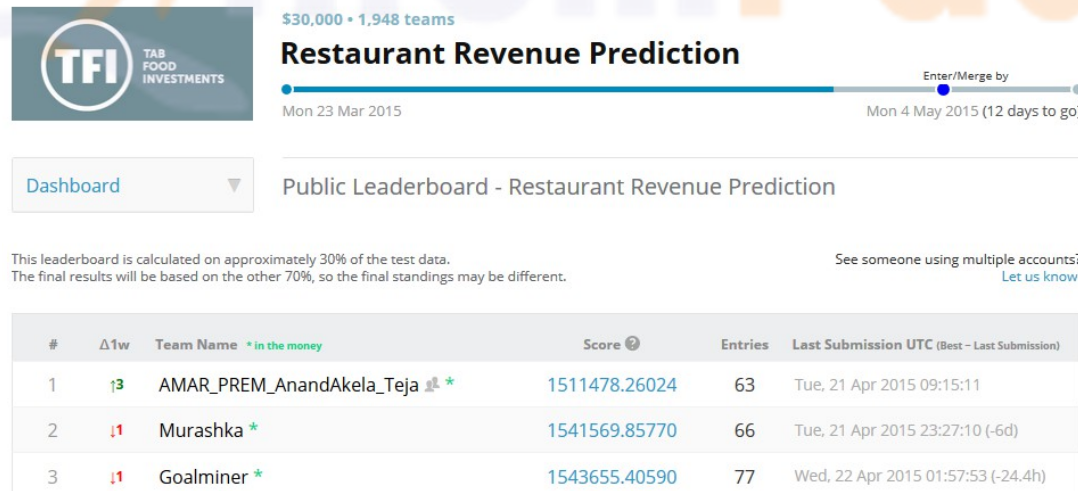 $30,000 • 1,948 teams
Restaurant Revenue Prediction
TFI
TAB
FOOD
INVESTMENTS
Enter/Merge by
Mon 23 Mar 2015
Mon 4 May 2015 (12 days to go)
Dashboard
Public Leaderboard - Restaurant Revenue Prediction
This leaderboard is calculated on approximately 30% of the test data.
The final results will be based on the other 70%, so the final standings may be different.
See someone using multiple accounts?
Let us know
# Δ1w Team Name * in the money Score Entries Last Submission UTC (Best – Last Submission)
1 ↑3 AMAR_PREM_AnandAkela_Teja * 1511478.26024 63 Tue, 21 Apr 2015 09:15:11
2 ↓1 Murashka * 1541569.85770 66 Tue, 21 Apr 2015 23:27:10 (-6d)
3 ↓1 Goalminer * 1543655.40590 77 Wed, 22 Apr 2015 01:57:53 (-24.4h)